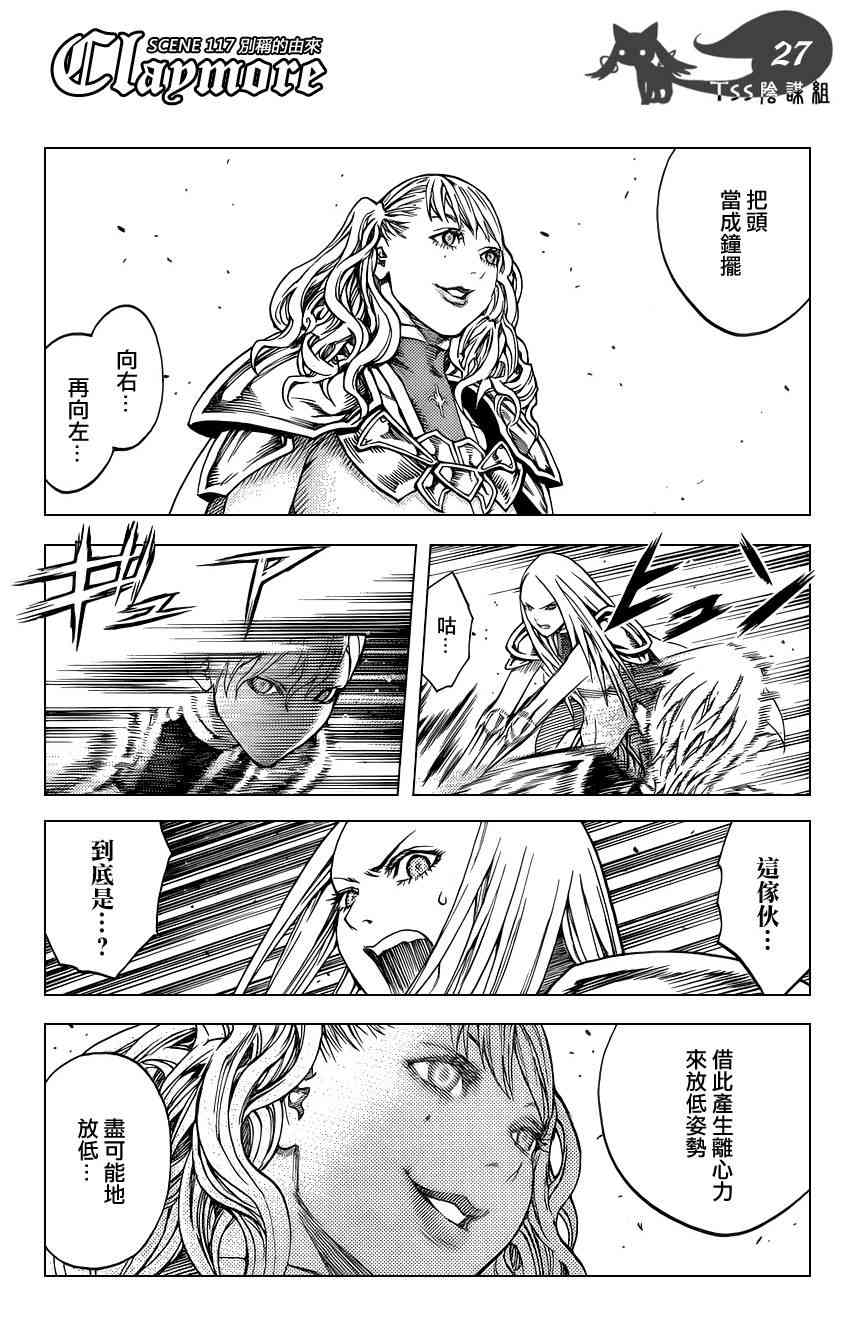 SCENE 117 別稱的由來
Claymore
27
Tss陰謀組
把頭
當成鐘擺
向右…
再向左…
咕…
這傢伙…
到底是…?
借此產生離心力
來放低姿勢
盡可能地
放低…